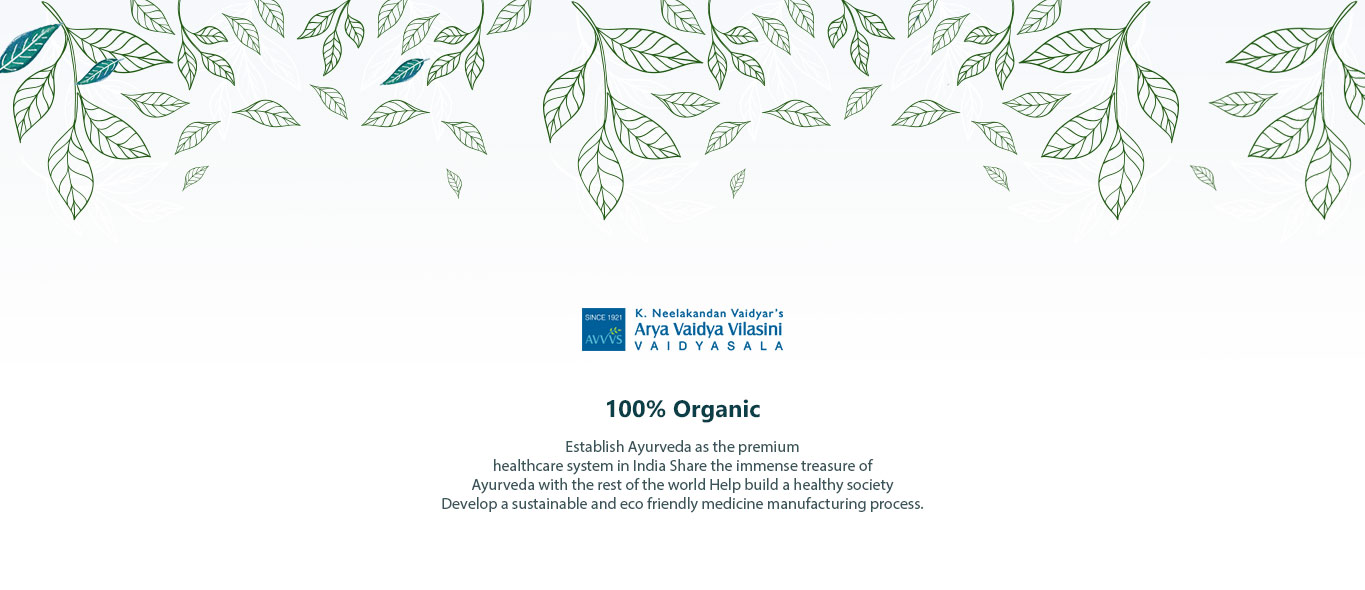 SINCE 1921
AVVVS
K. Neelakandan Vaidyar's
Arya Vaidya Vilasini
VAIDYASALA
100% Organic
Establish Ayurveda as the premium
healthcare system in India Share the immense treasure of
Ayurveda with the rest of the world Help build a healthy society
Develop a sustainable and eco friendly medicine manufacturing process.